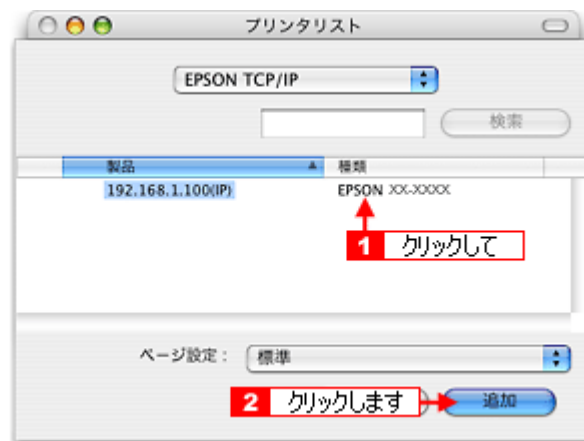 プリンタリスト
EPSON TCP/IP
検索
製品 種類
192.168.1.100(IP) EPSON XX-XXXX
1 クリックして
ページ設定： 標準
2 クリックします 追加